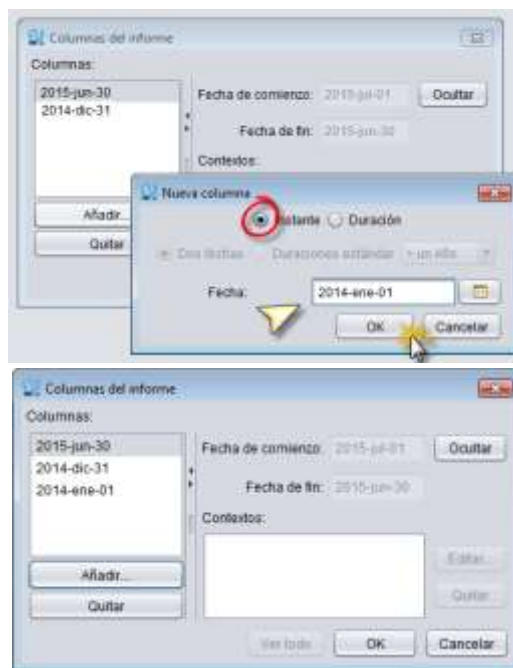 Columnas del informe
Columnas:
2015-jun-30
2014-dic-31
Fecha de comienzo: 2015-jul-01 Ocultar
Fecha de fin: 2015-jun-30
Contextos:
Añadir...
Quitar
Nueva columna
Instante Duración
Dos fechas Duraciones estándar + un año
Fecha: 2014-ene-01
OK Cancelar
Columnas del informe
Columnas:
2015-jun-30
2014-dic-31
2014-ene-01
Fecha de comienzo: 2015-jul-01 Ocultar
Fecha de fin: 2015-jun-30
Contextos:
Añadir...
Quitar
Editar...
Quitar
Ver todo OK Cancelar